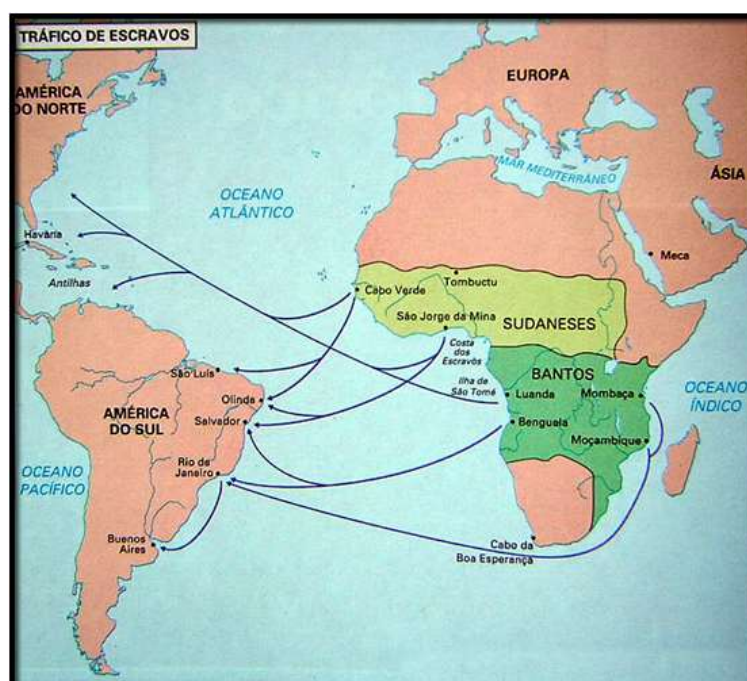 TRÁFICO DE ESCRAVOS
AMÉRICA
DO NORTE
EUROPA
MAR MEDITERRÂNEO
ÁSIA
OCEANO
ATLÂNTICO
Havana
Meca
Antilhas
Cabo Verde
Tombuctu
São Jorge da Mina
SUDANESES
Costa
dos
Escravos
São Luís
BANTOS
Ilha de
São Tomé
Luanda
Mombaça
OCEANO
ÍNDICO
Olinda
AMÉRICA
DO SUL
Salvador
Benguela
Moçambique
OCEANO
PACÍFICO
Rio de
Janeiro
Buenos
Aires
Cabo da
Boa Esperança